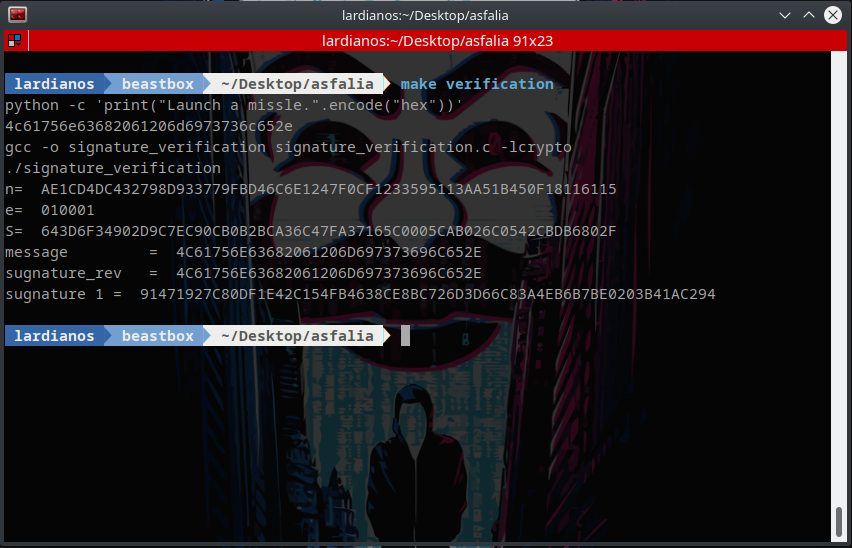 lardianos:~/Desktop/asfalia
lardianos:~/Desktop/asfalia 91x23
lardianos beastbox ~/Desktop/asfalia make verification
python -c 'print("Launch a missle.".encode("hex"))'
4c61756e63682061206d6973736c652e
gcc -o signature_verification signature_verification.c -lcrypto
./signature_verification
n= AE1CD4DC432798D933779FBD46C6E1247F0CF1233595113AA51B450F18116115
e= 010001
S= 643D6F34902D9C7EC90CB0B2BCA36C47FA37165C0005CAB026C0542CBDB6802F
message = 4C61756E63682061206D697373696C652E
sugnature_rev = 4C61756E63682061206D697373696C652E
sugnature 1 = 91471927C80DF1E42C154FB4638CE8BC726D3D66C83A4EB6B7BE0203B41AC294
lardianos beastbox ~/Desktop/asfalia